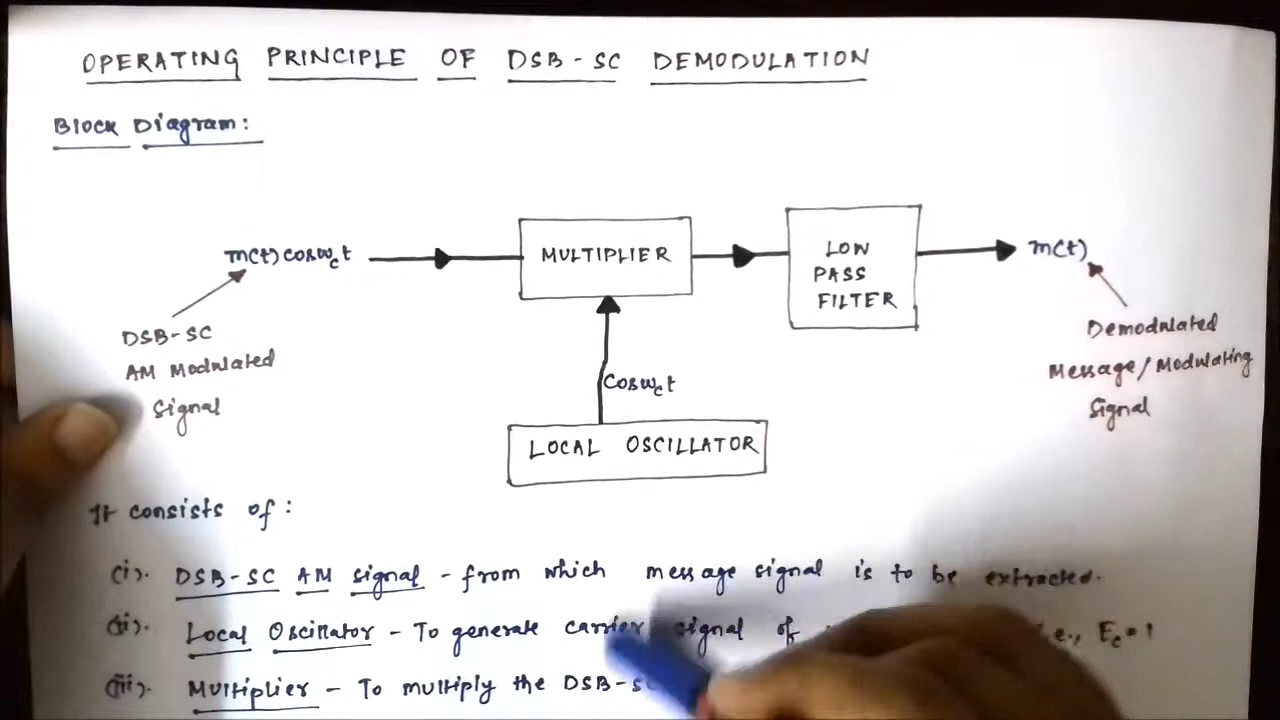 OPERATING PRINCIPLE OF DSB-SC DEMODULATION
Block Diagram:
m(t) cosω_c t
MULTIPLIER
LOW
PASS
FILTER
m(t)
DSB-SC
AM Modulated
Signal
cosω_c t
Demodulated
Message/Modulating
Signal
LOCAL OSCILLATOR
It consists of:
(i). DSB-SC AM signal - from which message signal is to be extracted.
(ii). Local Oscillator - To generate carrier signal of E_c = 1
(iii). Multiplier - To multiply the